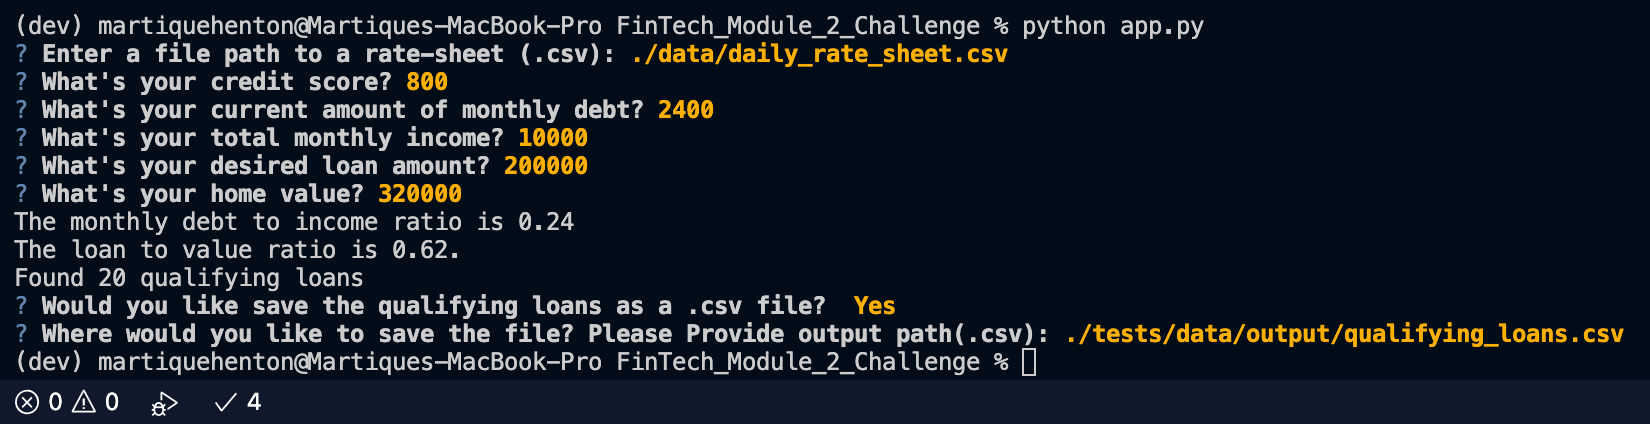 (dev) martiquehenton@Martiques-MacBook-Pro FinTech_Module_2_Challenge % python app.py
? Enter a file path to a rate-sheet (.csv): ./data/daily_rate_sheet.csv
? What's your credit score? 800
? What's your current amount of monthly debt? 2400
? What's your total monthly income? 10000
? What's your desired loan amount? 200000
? What's your home value? 320000
The monthly debt to income ratio is 0.24
The loan to value ratio is 0.62.
Found 20 qualifying loans
? Would you like save the qualifying loans as a .csv file?  Yes
? Where would you like to save the file? Please Provide output path(.csv): ./tests/data/output/qualifying_loans.csv
(dev) martiquehenton@Martiques-MacBook-Pro FinTech_Module_2_Challenge %
0 0 4